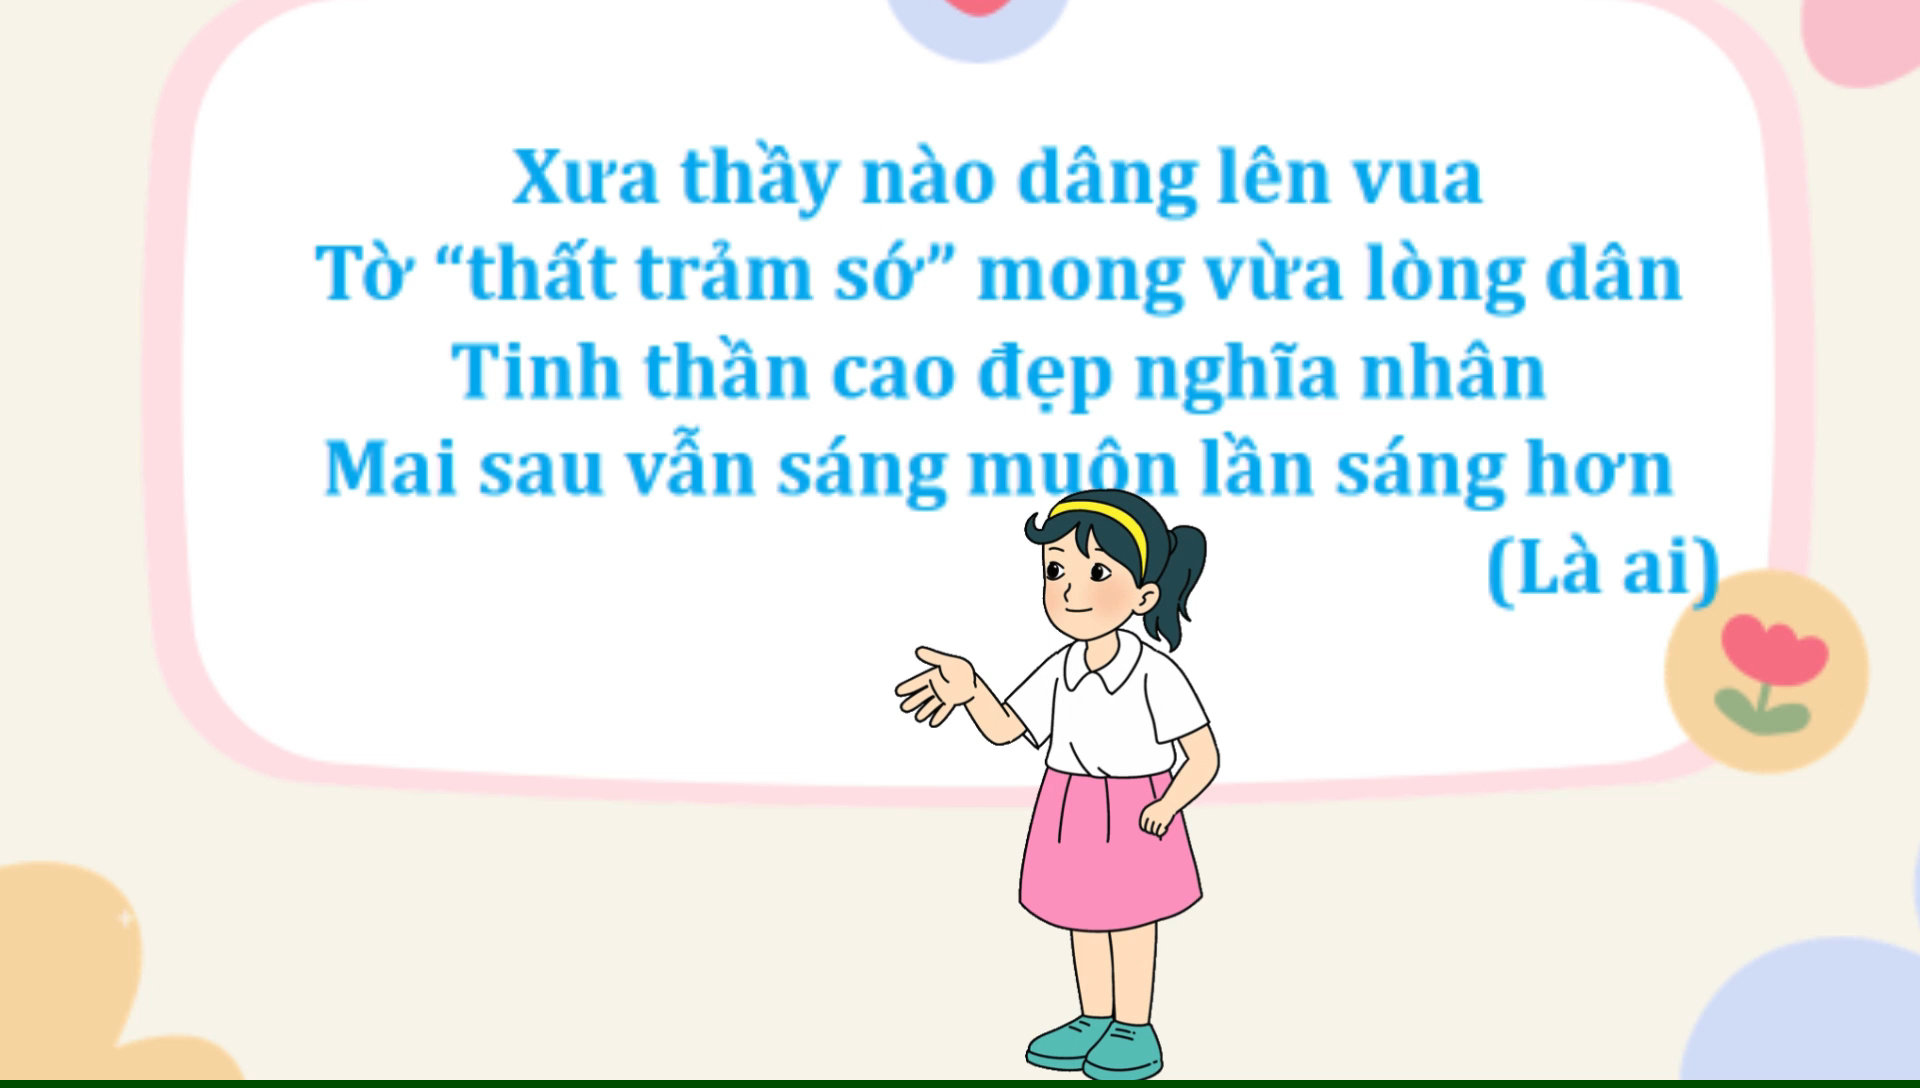 Xưa thầy nào dâng lên vua
Tờ “thất trảm sớ” mong vừa lòng dân
Tinh thần cao đẹp nghĩa nhân
Mai sau vẫn sáng muôn lần sáng hơn
(Là ai)